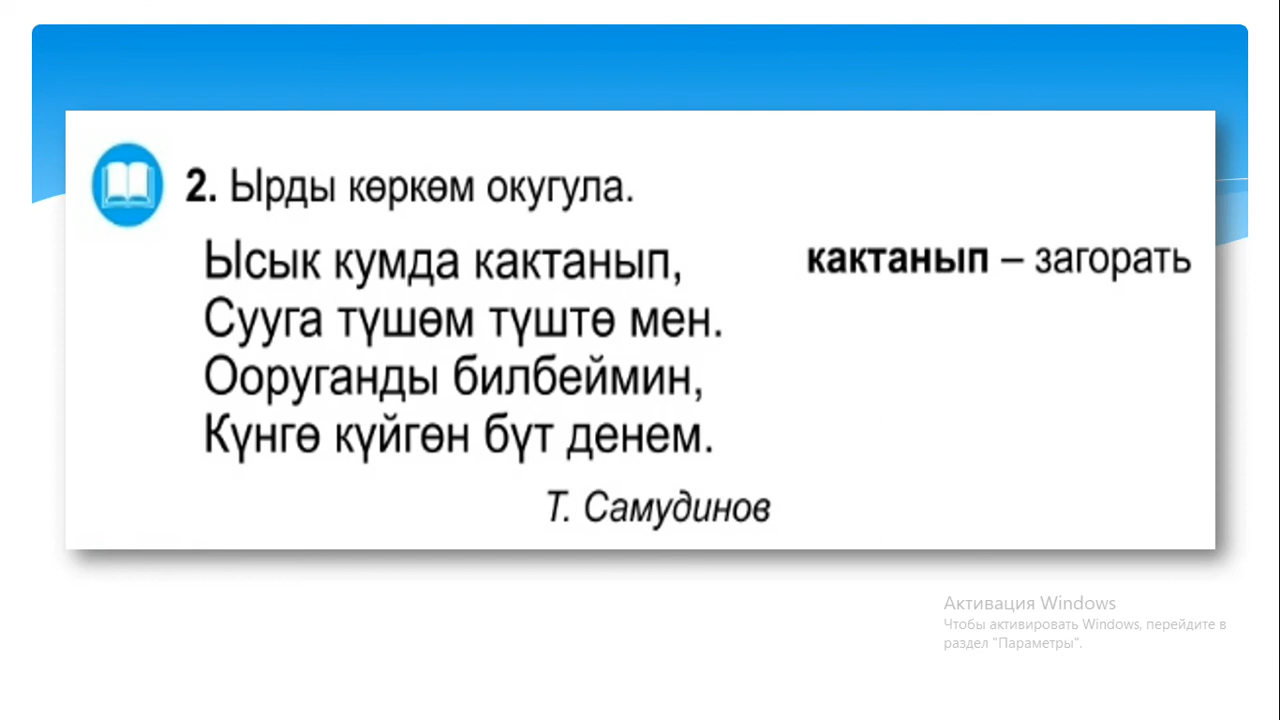 2. Ырды көркөм окугула.
Ысык кумда кактанып,
Сууга түшөм түштө мен.
Ооруганды билбеймин,
Күнгө күйгөн бүт денем.
Т. Самудинов
кактанып – загорать
Активация Windows
Чтобы активировать Windows, перейдите в
раздел "Параметры".